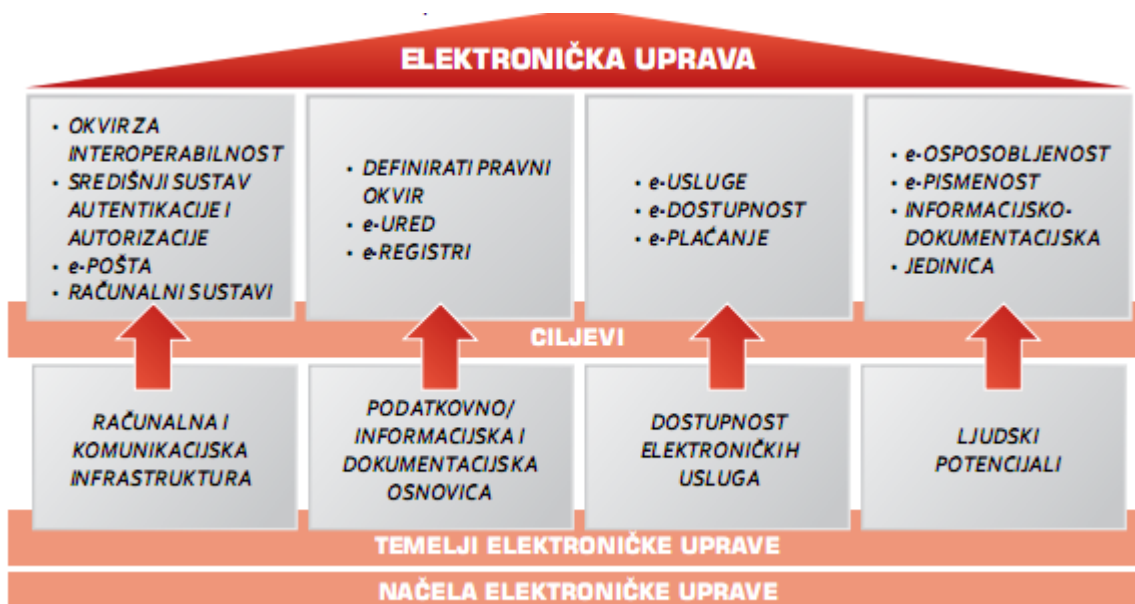 ELEKTRONIČKA UPRAVA
• OKVIR ZA
INTEROPERABILNOST
• SREDIŠNJI SUSTAV
AUTENTIKACIJE I
AUTORIZACIJE
• e-POŠTA
• RAČUNALNI SUSTAVI
• DEFINIRATI PRAVNI
OKVIR
• e-URED
• e-REGISTRI
• e-USLUGE
• e-DOSTUPNOST
• e-PLAĆANJE
• e-OSPOSOBLJENOST
• e-PISMENOST
• INFORMACIJSKO-
DOKUMENTACIJSKA
• JEDINICA
CILJEVI
RAČUNALNA I
KOMUNIKACIJSKA
INFRASTRUKTURA
PODATKOVNO/
INFORMACIJSKA I
DOKUMENTACIJSKA
OSNOVICA
DOSTUPNOST
ELEKTRONIČKIH
USLUGA
LJUDSKI
POTENCIJALI
TEMELJI ELEKTRONIČKE UPRAVE
NAČELA ELEKTRONIČKE UPRAVE